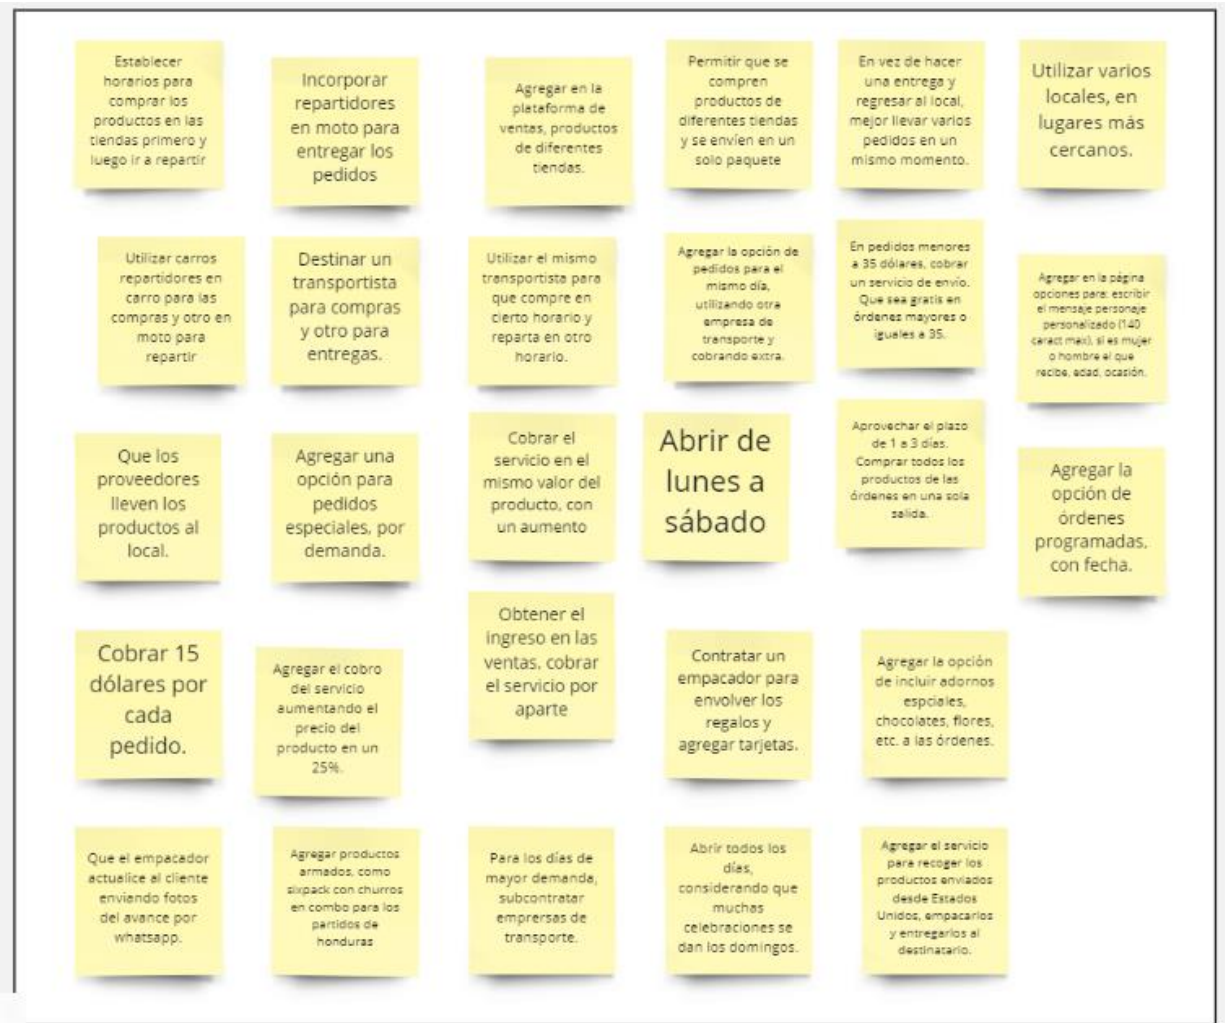 Establecer
horarios para
comprar los
productos en las
tiendas primero y
luego ir a repartir
Incorporar
repartidores
en moto para
entregar los
pedidos
Agregar en la
plataforma de
ventas, productos
de diferentes
tiendas.
Permitir que se
compren
productos de
diferentes tiendas
y se envíen en un
solo paquete
En vez de hacer
una entrega y
regresar al local,
mejor llevar varios
pedidos en un
mismo momento.
Utilizar varios
locales, en
lugares más
cercanos.
Utilizar carros
repartidores en
carro para las
compras y otro en
moto para
repartir
Destinar un
transportista
para compras
y otro para
entregas.
Utilizar el mismo
transportista para
que compre en
cierto horario y
reparta en otro
horario.
Agregar la opción de
pedidos para el
mismo día,
utilizando otra
empresa de
transporte y
cobrando extra.
En pedidos menores
a 35 dólares, cobrar
un servicio de envío.
Que sea gratis en
órdenes mayores o
iguales a 35.
Agregar en la página
opciones para: escribir
el mensaje personaje
personalizado (140
caract max), si es mujer
o hombre el que
recibe, edad, ocasión.
Que los
proveedores
lleven los
productos al
local.
Agregar una
opción para
pedidos
especiales, por
demanda.
Cobrar el
servicio en el
mismo valor del
producto, con
un aumento
Abrir de
lunes a
sábado
Aprovechar el plazo
de 1 a 3 días.
Comprar todos los
productos de las
órdenes en una sola
salida.
Agregar la
opción de
órdenes
programadas,
con fecha.
Cobrar 15
dólares por
cada
pedido.
Agregar el cobro
del servicio
aumentando el
precio del
producto en un
25%.
Obtener el
ingreso en las
ventas, cobrar
el servicio por
aparte
Contratar un
empacador para
envolver los
regalos y
agregar tarjetas.
Agregar la opción
de incluir adornos
espciales,
chocolates, flores,
etc. a las órdenes.
Que el empacador
actualice al cliente
enviando fotos
del avance por
whatsapp.
Agregar productos
armados, como
sixpack con churros
en combo para los
partidos de
honduras
Para los días de
mayor demanda,
subcontratar
emprersas de
transporte.
Abrir todos los
días,
considerando que
muchas
celebraciones se
dan los domingos.
Agregar el servicio
para recoger los
productos enviados
desde Estados
Unidos, empacarlos
y entregarlos al
destinatario.